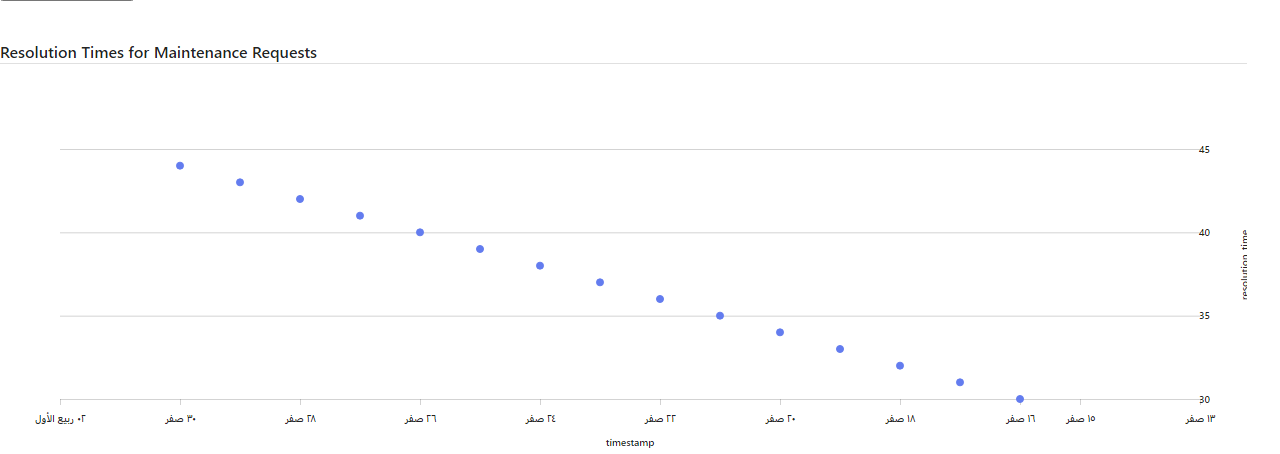 Resolution Times for Maintenance Requests
45
40
35
30
resolution_time
٠٢ ربيع الأول
٣٠ صفر
٢٨ صفر
٢٦ صفر
٢٤ صفر
٢٢ صفر
٢٠ صفر
١٨ صفر
١٦ صفر
١٥ صفر
١٣ صفر
timestamp